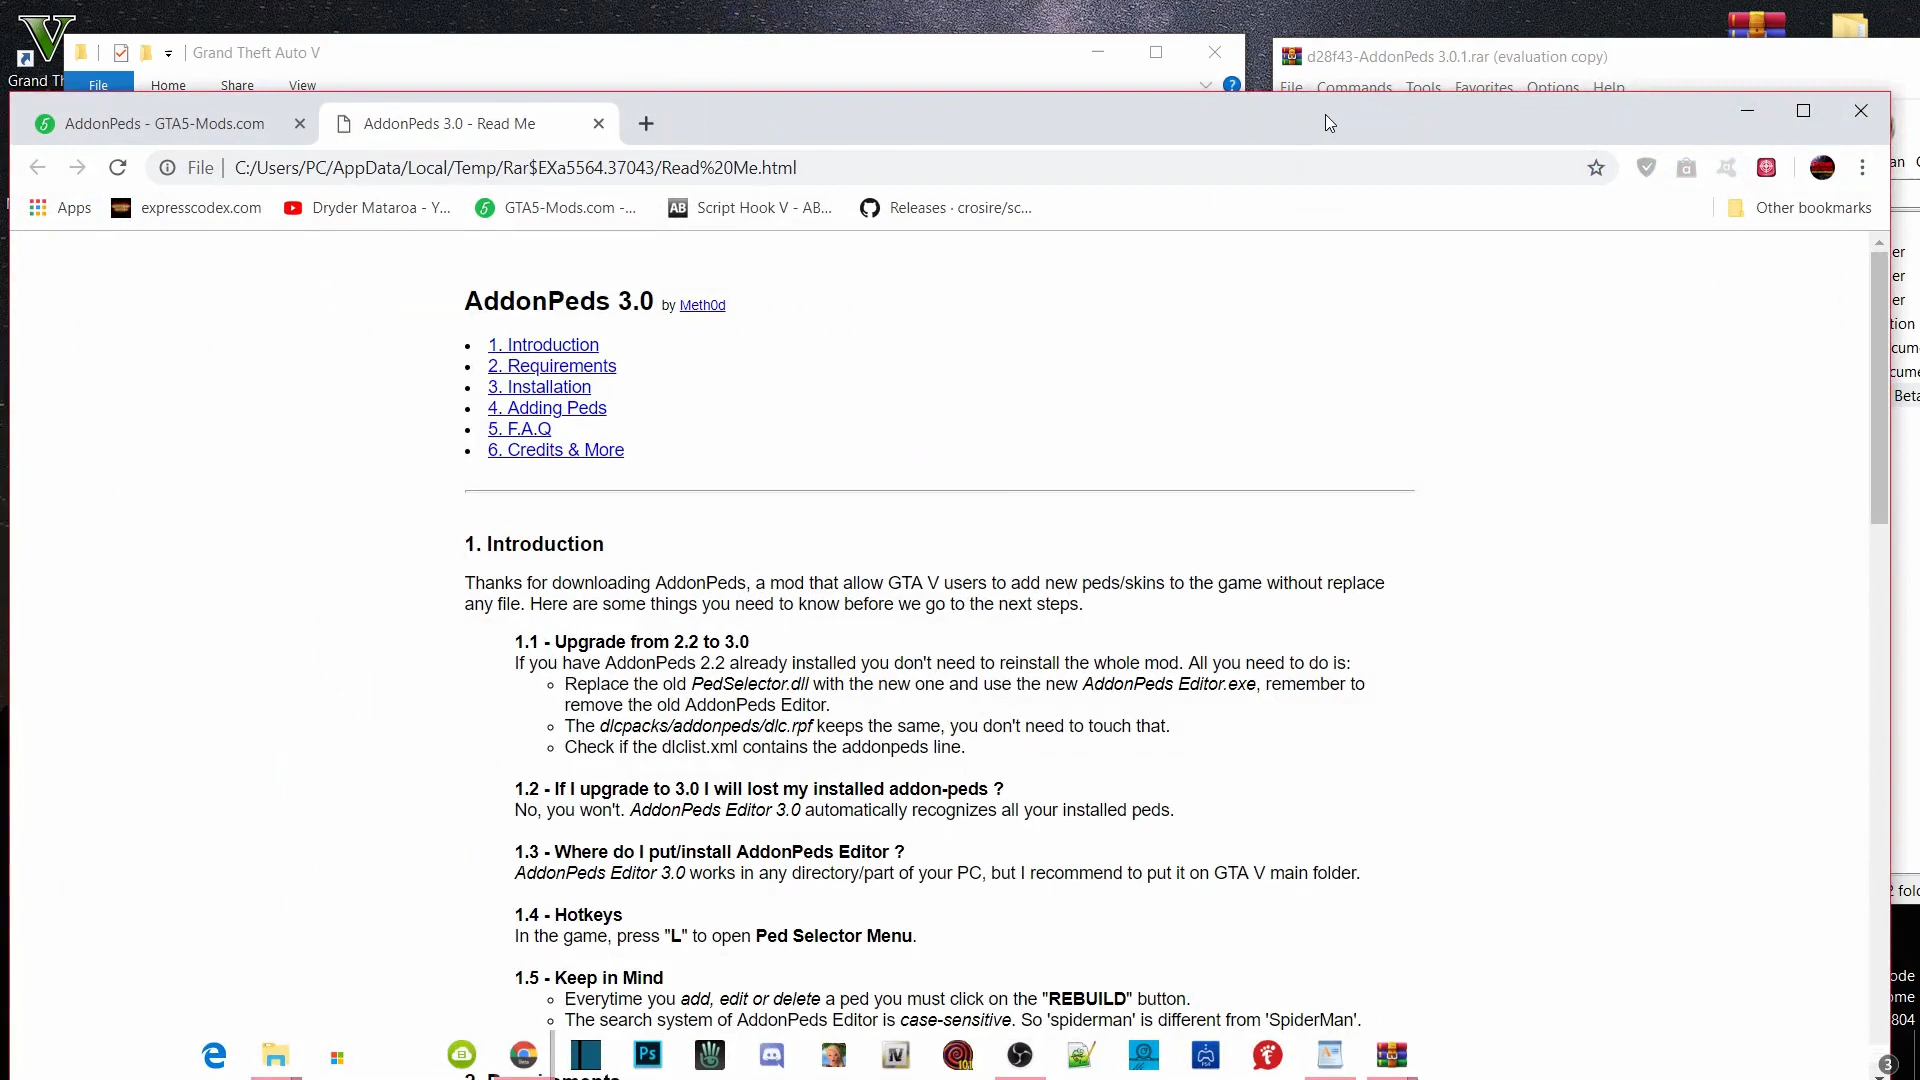 Grand Theft Auto V
d28f43-AddonPeds 3.0.1.rar (evaluation copy)
File Home Share View
File Commands Tools Favorites Options Help
AddonPeds - GTA5-Mods.com
AddonPeds 3.0 - Read Me
File C:/Users/PC/AppData/Local/Temp/Rar$EXa5564.37043/Read%20Me.html
Apps expresscodex.com Dryder Mataroa - Y... GTA5-Mods.com -... Script Hook V - AB... Releases · crosire/sc... Other bookmarks
AddonPeds 3.0 by Meth0d
1. Introduction
2. Requirements
3. Installation
4. Adding Peds
5. F.A.Q
6. Credits & More
1. Introduction
Thanks for downloading AddonPeds, a mod that allow GTA V users to add new peds/skins to the game without replace
any file. Here are some things you need to know before we go to the next steps.
1.1 - Upgrade from 2.2 to 3.0
If you have AddonPeds 2.2 already installed you don't need to reinstall the whole mod. All you need to do is:
Replace the old PedSelector.dll with the new one and use the new AddonPeds Editor.exe, remember to
remove the old AddonPeds Editor.
The dlcpacks/addonpeds/dlc.rpf keeps the same, you don't need to touch that.
Check if the dlclist.xml contains the addonpeds line.
1.2 - If I upgrade to 3.0 I will lost my installed addon-peds ?
No, you won't. AddonPeds Editor 3.0 automatically recognizes all your installed peds.
1.3 - Where do I put/install AddonPeds Editor ?
AddonPeds Editor 3.0 works in any directory/part of your PC, but I recommend to put it on GTA V main folder.
1.4 - Hotkeys
In the game, press "L" to open Ped Selector Menu.
1.5 - Keep in Mind
Everytime you add, edit or delete a ped you must click on the "REBUILD" button.
The search system of AddonPeds Editor is case-sensitive. So 'spiderman' is different from 'SpiderMan'.